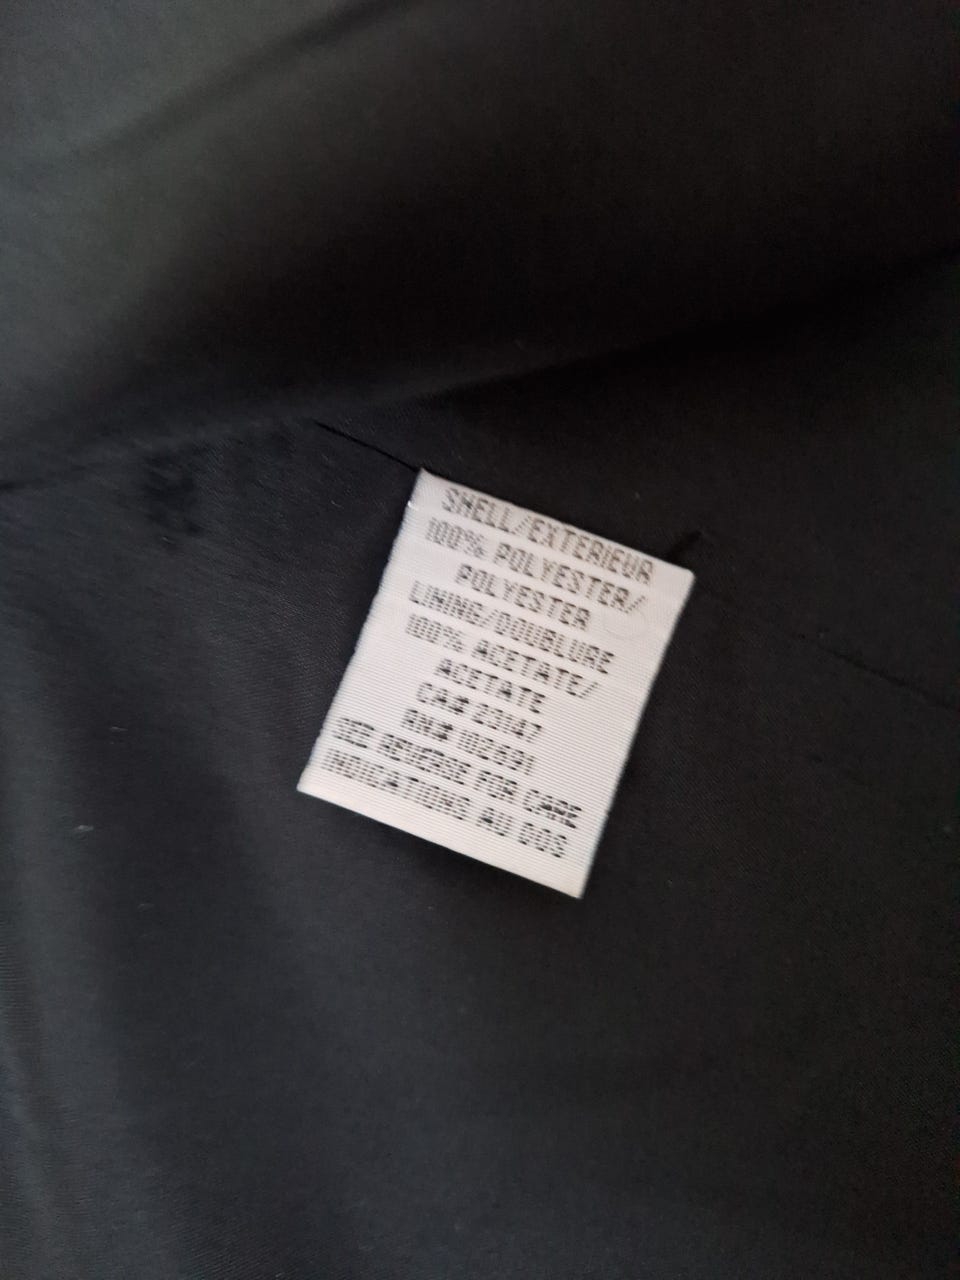 SHELL/EXTERIEUR
100% POLYESTER/
POLYESTER
LINING/DOUBLURE
100% ACETATE/
ACETATE
CA# 23147
RN# 102691
SEE REVERSE FOR CARE
INDICATIONS AU DOS